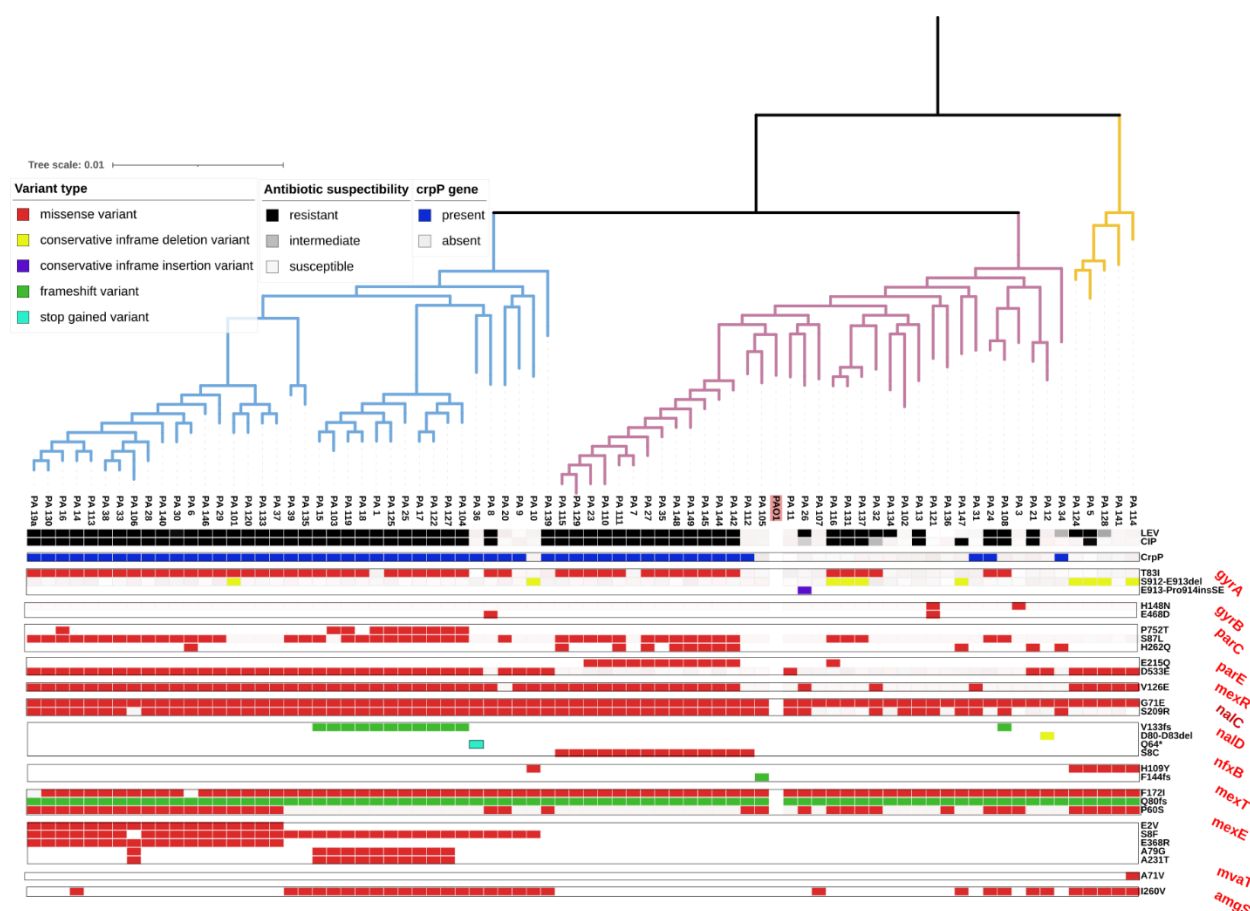 Tree scale: 0.01
Variant type
missense variant
conservative inframe deletion variant
conservative inframe insertion variant
frameshift variant
stop gained variant
Antibiotic suspectibility
resistant
intermediate
susceptible
crpP gene
present
absent
PA 19a
PA 130
PA 16
PA 14
PA 113
PA 38
PA 33
PA 106
PA 28
PA 140
PA 30
PA 6
PA 146
PA 29
PA 101
PA 120
PA 133
PA 37
PA 39
PA 135
PA 15
PA 103
PA 119
PA 1
PA 125
PA 25
PA 17
PA 122
PA 127
PA 104
PA 36
PA 8
PA 20
PA 9
PA 10
PA 139
PA 115
PA 129
PA 23
PA 110
PA 111
PA 7
PA 27
PA 35
PA 148
PA 149
PA 145
PA 144
PA 142
PA 112
PA 105
PAO1
PA 11
PA 26
PA 107
PA 116
PA 131
PA 137
PA 32
PA 134
PA 102
PA 13
PA 121
PA 136
PA 147
PA 31
PA 24
PA 108
PA 3
PA 21
PA 12
PA 34
PA 124
PA 5
PA 128
PA 141
PA 114
LEV
CIP
CrpP
T83I
S912-E913del
E913-Pro914insSE
gyrA
H148N
E468D
gyrB
P752T
S87L
H262Q
parC
E215Q
D533E
parE
V126E
mexR
G71E
S209R
nalC
V133fs
D80-D83del
Q64*
S8C
nalD
H109Y
F144fs
nfxB
F172I
Q80fs
P60S
mexT
E2V
S8F
E368R
A79G
A231T
mexE
A71V
mvaT
I260V
amgS